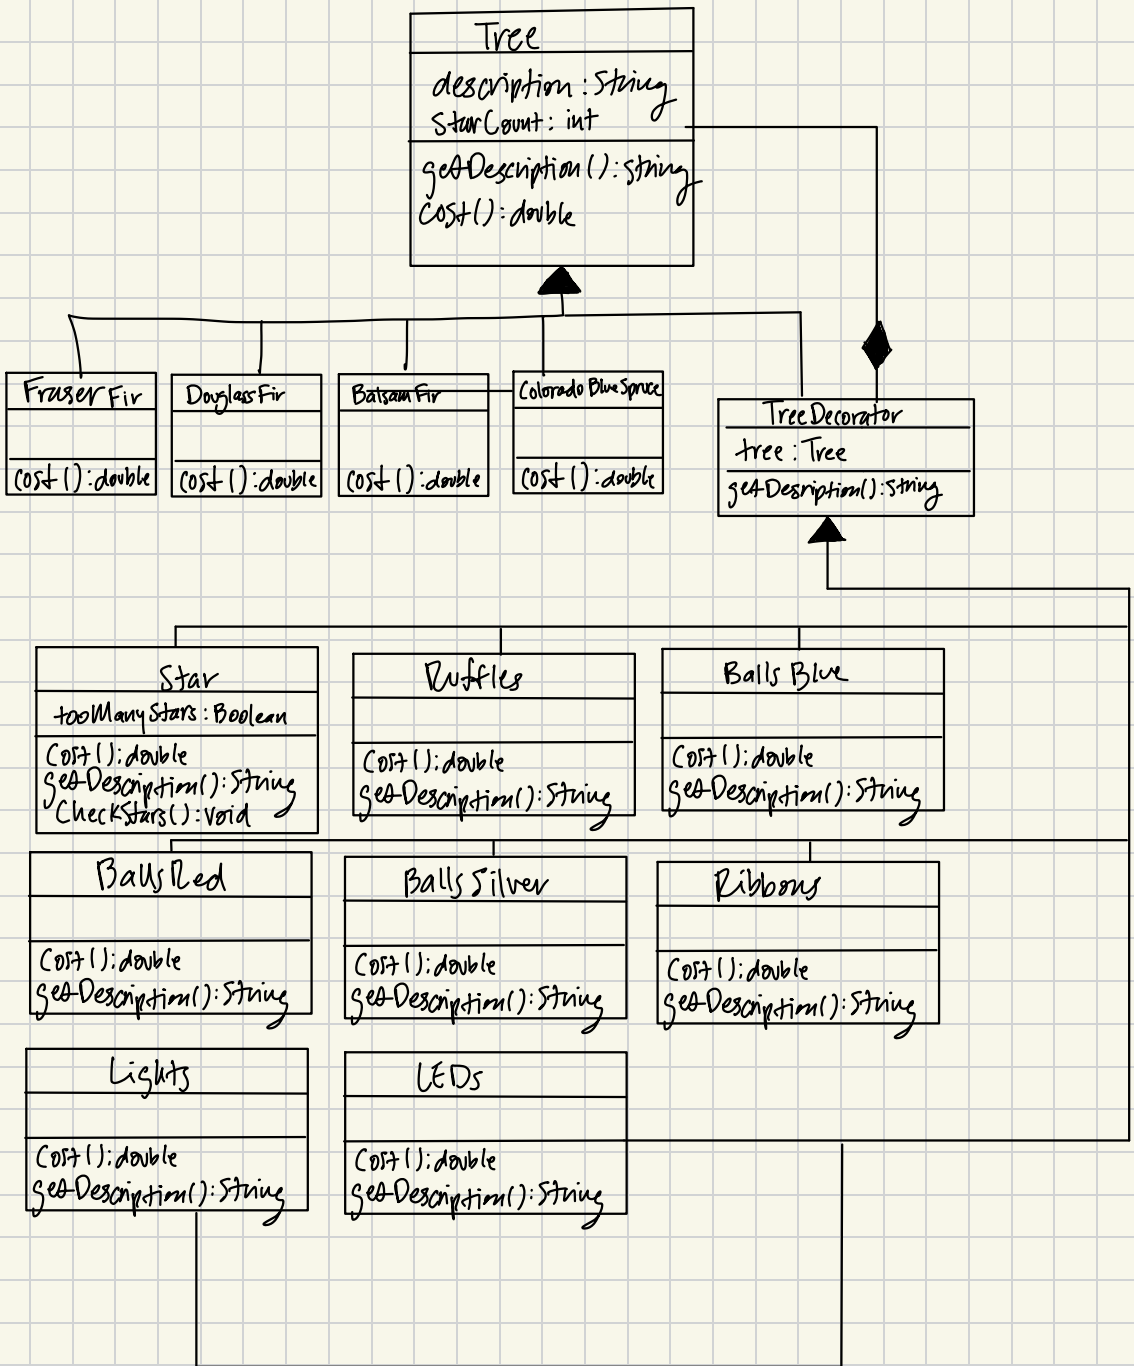 Tree
description : String
StarCount : int
getDescription () : string
Cost() : double
Fraser Fir
Cost () : double
Douglass Fir
Cost () : double
Balsam Fir
Cost () : double
Colorado Blue Spruce
Cost () : double
Tree Decorator
tree : Tree
getDesription() : String
Star
tooManyStars : Boolean
Cost () : double
getDescription() : String
CheckStars() : Void
Ruffles
Cost () : double
getDescription() : String
Balls Blue
Cost () : double
getDescription() : String
Balls Red
Cost () : double
getDescription() : String
Balls Silver
Cost () : double
getDescription() : String
Ribbons
Cost () : double
getDescription() : String
Lights
Cost () : double
getDescription() : String
LEDs
Cost () : double
getDescription() : String